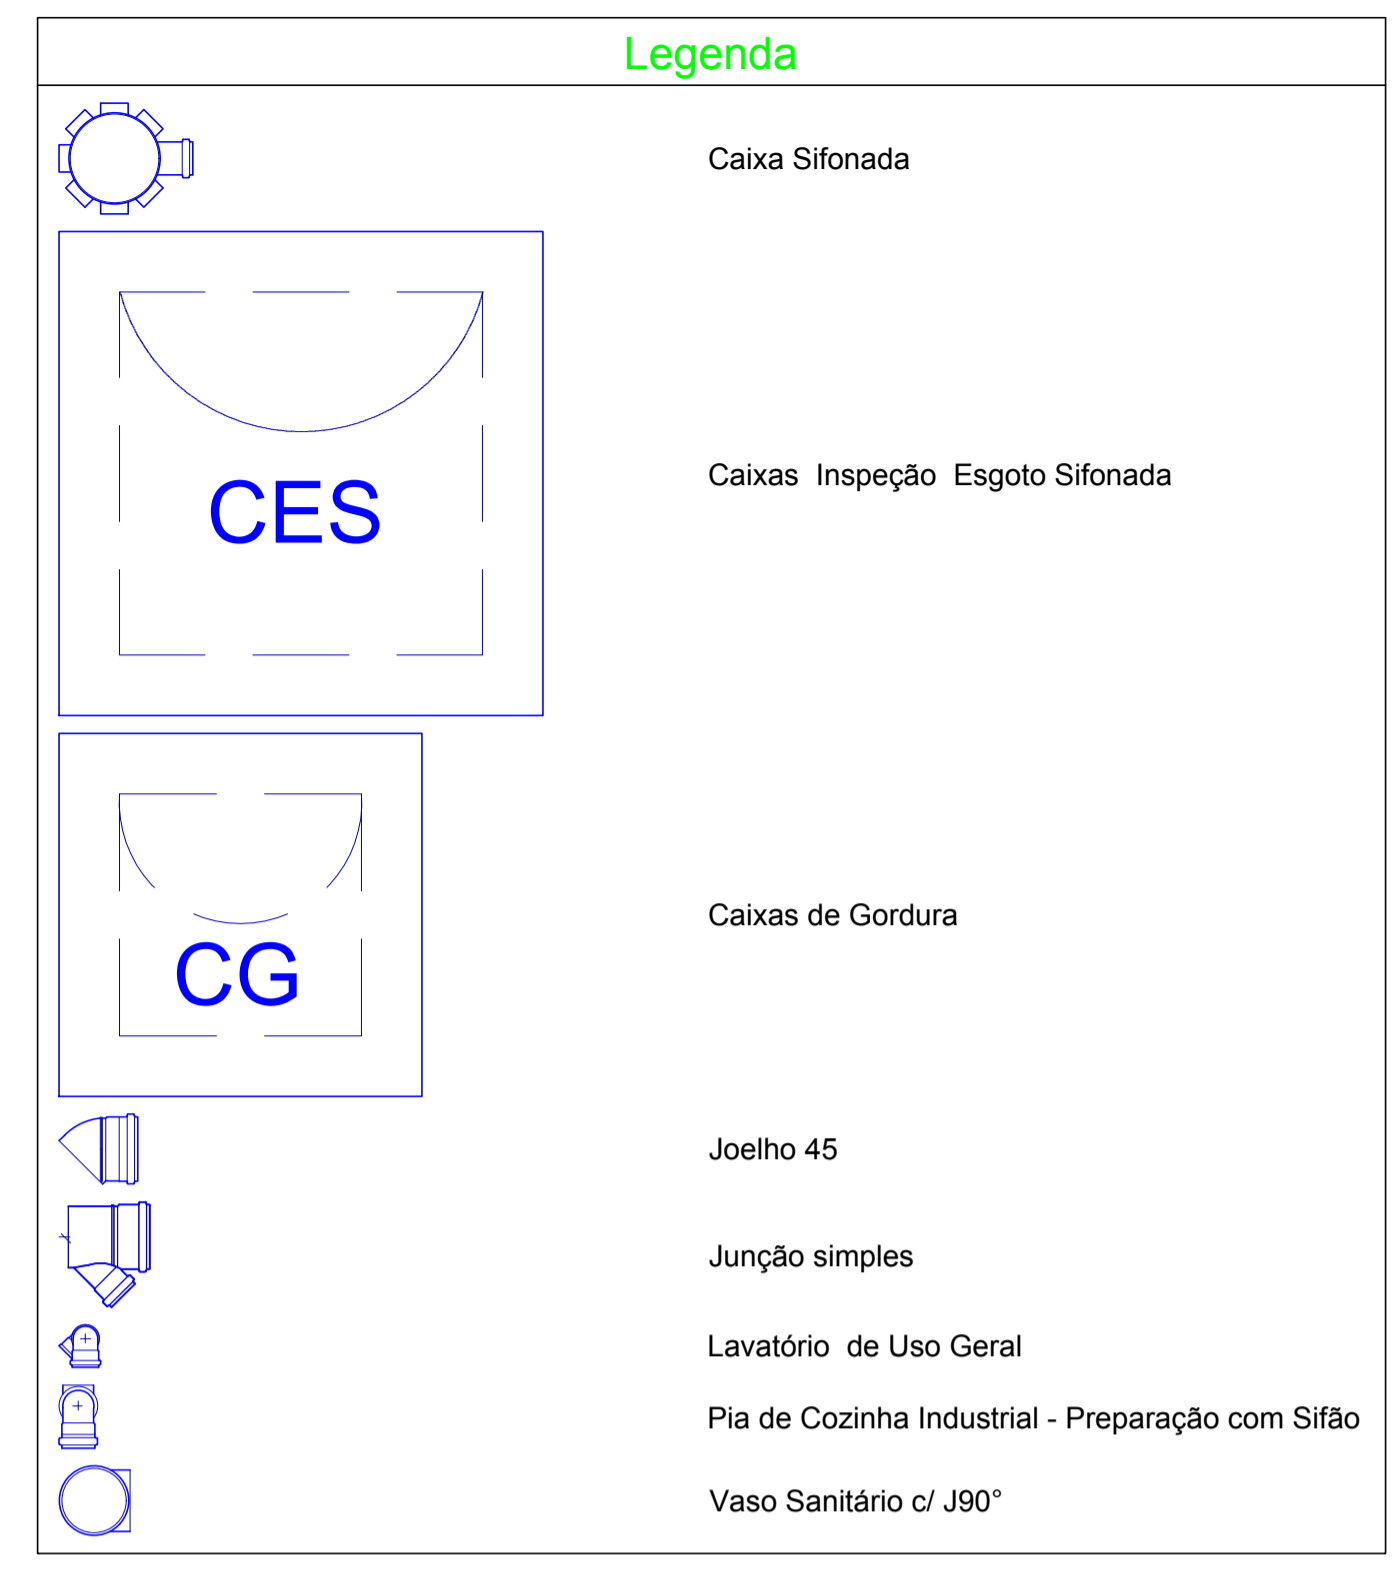 Legenda
Caixa Sifonada
CES
Caixas Inspeção Esgoto Sifonada
CG
Caixas de Gordura
Joelho 45
Junção simples
Lavatório de Uso Geral
Pia de Cozinha Industrial - Preparação com Sifão
Vaso Sanitário c/ J90°